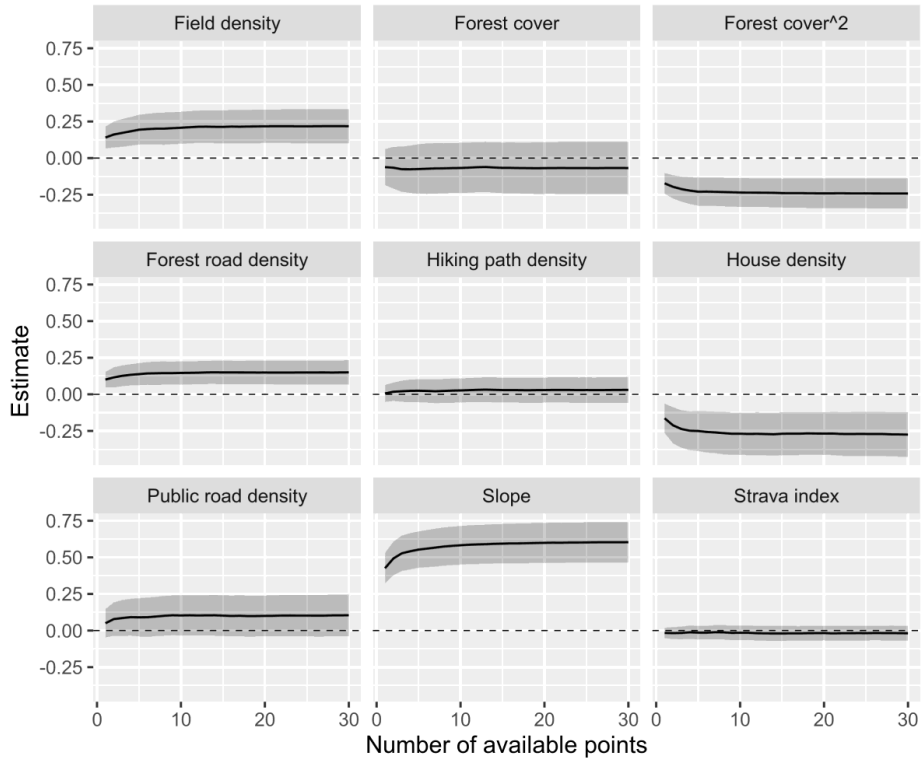 Field density Forest cover Forest cover^2
0.75
0.50
0.25
0.00
-0.25
Forest road density Hiking path density House density
0.75
0.50
0.25
0.00
-0.25
Estimate
Public road density Slope Strava index
0.75
0.50
0.25
0.00
-0.25
0 10 20 30 0 10 20 30 0 10 20 30
Number of available points